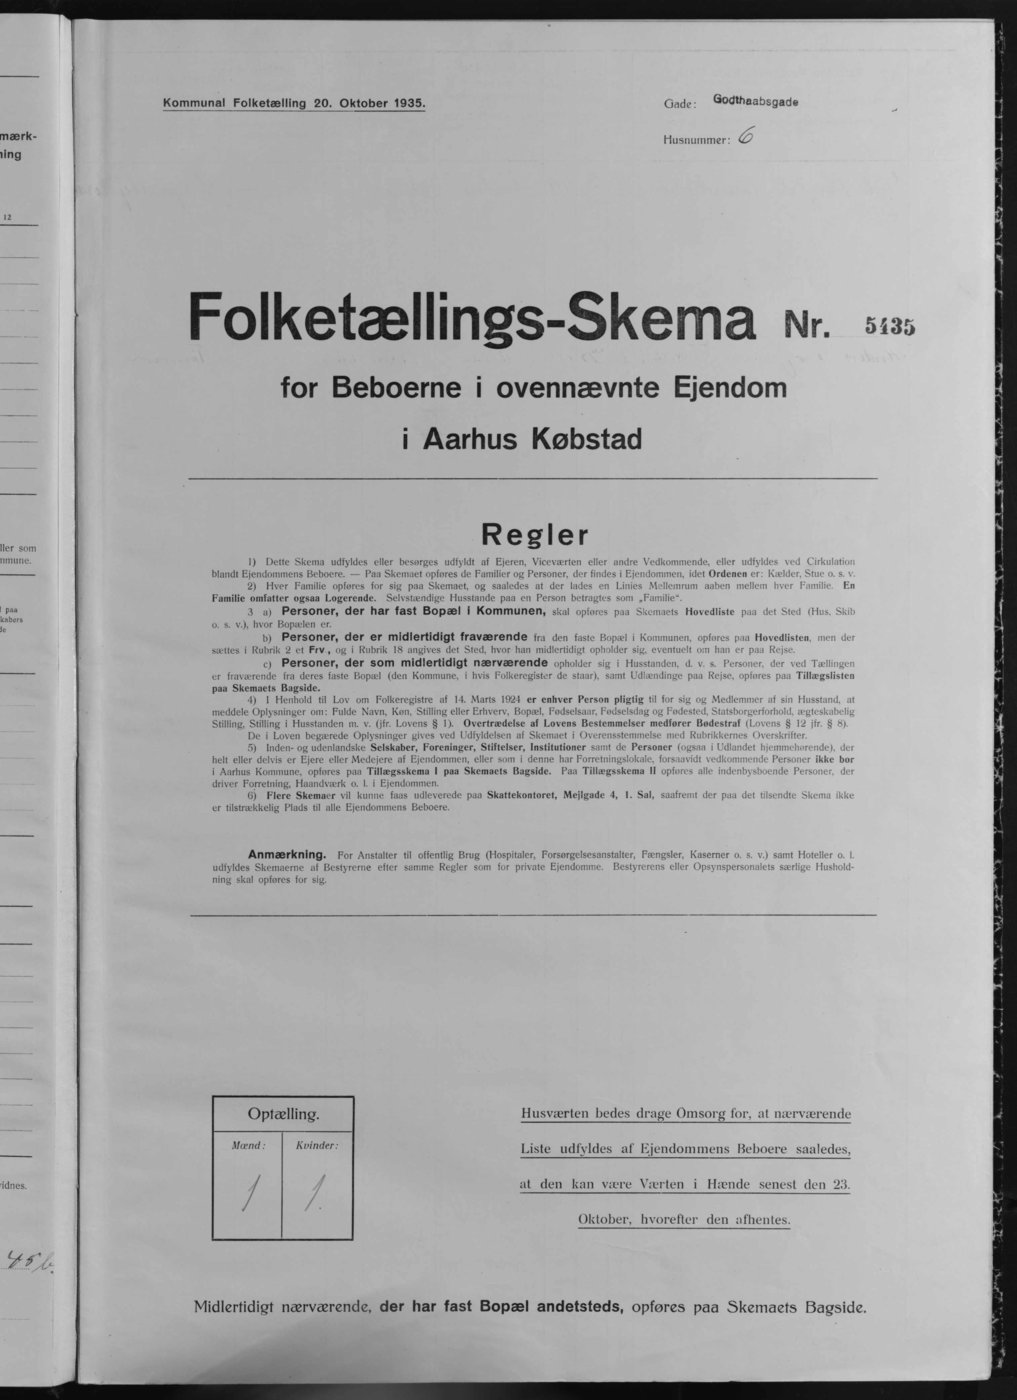 Kommunal Folketælling 20. Oktober 1935.
Gade: Godthaabsgade
Husnummer: 6
mærk-
ning
12
Folketællings-Skema Nr. 5435
for Beboerne i ovennævnte Ejendom
i Aarhus Købstad
Regler
1) Dette Skema udfyldes eller besørges udfyldt af Ejeren, Viceværten eller andre Vedkommende, eller udfyldes ved Cirkulation
blandt Ejendommens Beboere. — Paa Skemaet opføres de Familier og Personer, der findes i Ejendommen, idet Ordenen er: Kælder, Stue o. s. v.
2) Hver Familie opføres for sig paa Skemaet, og saaledes at der lades en Linies Mellemrum aaben mellem hver Familie. En
Familie omfatter ogsaa Logerende. Selvstændige Husstande paa en Person betragtes som „Familie".
3 a) Personer, der har fast Bopæl i Kommunen, skal opføres paa Skemaets Hovedliste paa det Sted (Hus, Skib
o. s. v.), hvor Bopælen er.
b) Personer, der er midlertidigt fraværende fra den faste Bopæl i Kommunen, opføres paa Hovedlisten, men der
sættes i Rubrik 2 et Frv., og i Rubrik 18 angives det Sted, hvor han midlertidigt opholder sig, eventuelt om han er paa Rejse.
c) Personer, der som midlertidigt nærværende opholder sig i Husstanden, d. v. s. Personer, der ved Tællingen
er fraværende fra deres faste Bopæl (den Kommune, i hvis Folkeregister de staar), samt Udlændinge paa Rejse, opføres paa Tillægslisten
paa Skemaets Bagside.
4) I Henhold til Lov om Folkeregistre af 14. Marts 1924 er enhver Person pligtig til for sig og Medlemmer af sin Husstand, at
meddele Oplysninger om: Fulde Navn, Køn, Stilling eller Erhverv, Bopæl, Fødselsaar, Fødselsdag og Fødested, Statsborgerforhold, ægteskabelig
Stilling, Stilling i Husstanden m. v. (jfr. Lovens § 1). Overtrædelse af Lovens Bestemmelser medfører Bødestraf (Lovens § 12 jfr. § 8).
De i Loven begærede Oplysninger gives ved Udfyldelsen af Skemaet i Overensstemmelse med Rubrikkernes Overskrifter.
5) Inden- og udenlandske Selskaber, Foreninger, Stiftelser, Institutioner samt de Personer (ogsaa i Udlandet hjemmehørende), der
helt eller delvis er Ejere eller Medejere af Ejendommen, eller som i denne har Forretningslokale, forsaavidt vedkommende Personer ikke bor
i Aarhus Kommune, opføres paa Tillægsskema I paa Skemaets Bagside. Paa Tillægsskema II opføres alle indenbysboende Personer, der
driver Forretning, Haandværk o. l. i Ejendommen.
6) Flere Skemaer vil kunne faas udleverede paa Skattekontoret, Mejlgade 4, 1. Sal, saafremt der paa det tilsendte Skema ikke
er tilstrækkelig Plads til alle Ejendommens Beboere.
Anmærkning. For Anstalter til offentlig Brug (Hospitaler, Forsørgelsesanstalter, Fængsler, Kaserner o. s. v.) samt Hoteller o. l.
udfyldes Skemaerne af Bestyrerne efter samme Regler som for private Ejendomme. Bestyrerens eller Opsynspersonalets særlige Hushold-
ning skal opføres for sig.
ller som
mmune.
paa
skabers
de
idnes.
45 b.
Optælling.
Mænd: Kvinder:
1 1.
Husværten bedes drage Omsorg for, at nærværende
Liste udfyldes af Ejendommens Beboere saaledes,
at den kan være Værten i Hænde senest den 23.
Oktober, hvorefter den afhentes.
Midlertidigt nærværende, der har fast Bopæl andetsteds, opføres paa Skemaets Bagside.